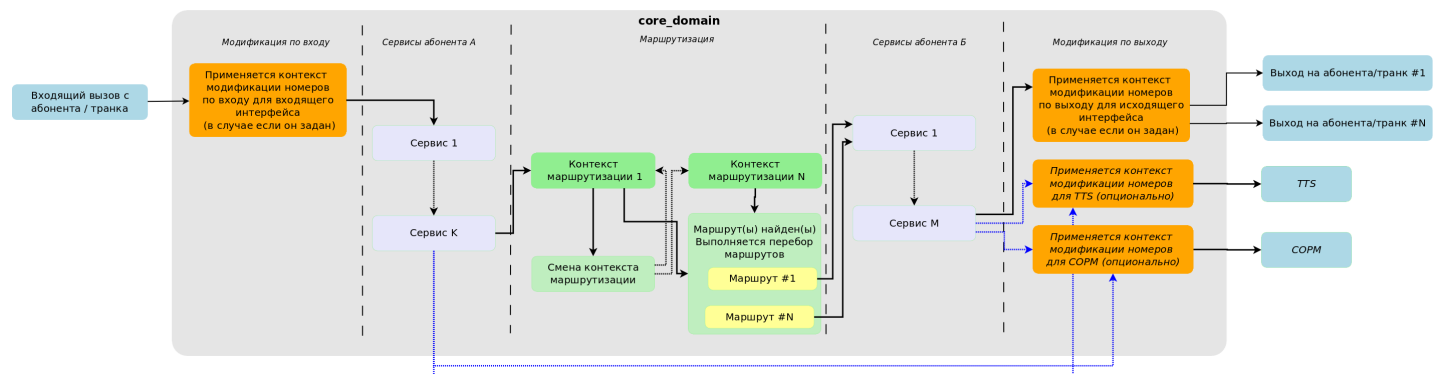 core_domain
Модификация по входу
Сервисы абонента А
Маршрутизация
Сервисы абонента Б
Модификация по выходу
Входящий вызов с
абонента / транка
Применяется контекст
модификации номеров
по входу для входящего
интерфейса
(в случае если он задан)
Сервис 1
Сервис K
Контекст
маршрутизации 1
Смена контекста
маршрутизации
Контекст
маршрутизации N
Маршрут(ы) найден(ы)
Выполняется перебор
маршрутов
Маршрут #1
Маршрут #N
Сервис 1
Сервис M
Применяется контекст
модификации номеров
по выходу для исходящего
интерфейса
(в случае если он задан)
Применяется контекст
модификации номеров
для TTS (опционально)
Применяется контекст
модификации номеров
для СОРМ (опционально)
Выход на абонента/транк #1
Выход на абонента/транк #N
TTS
СОРМ